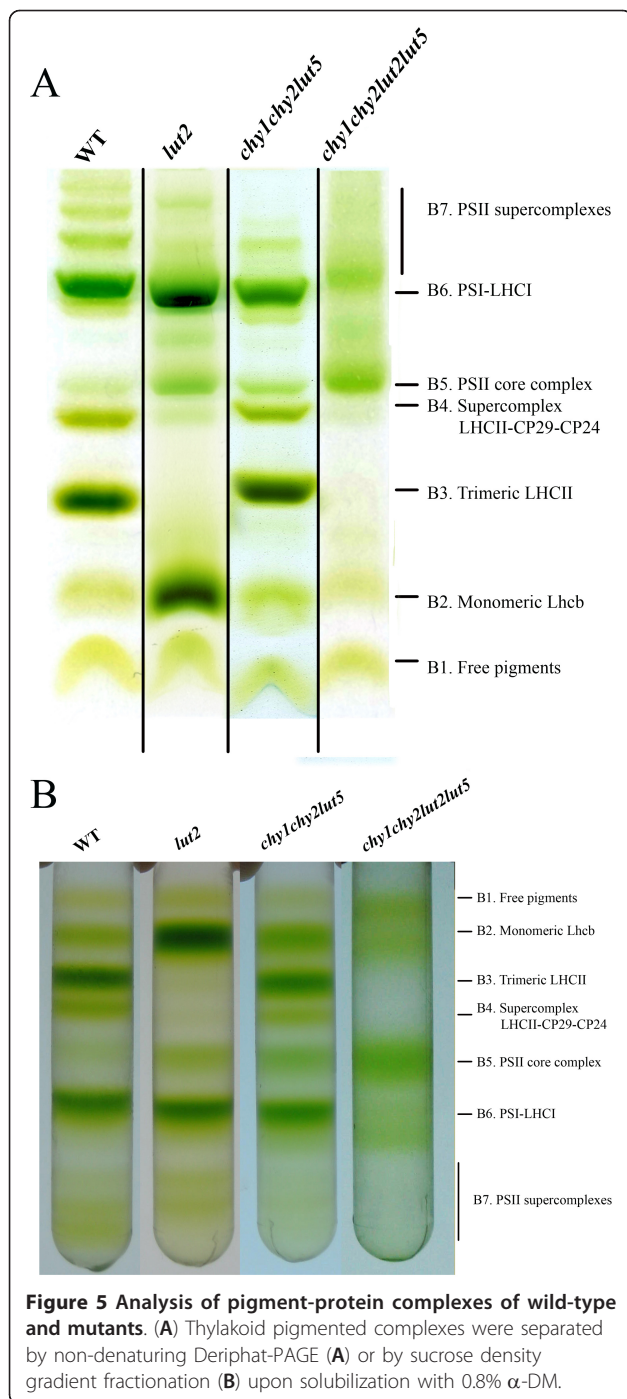 A
WT
lut2
chy1chy2lut5
chy1chy2lut2lut5
B7. PSII supercomplexes
B6. PSI-LHCI
B5. PSII core complex
B4. Supercomplex
LHCII-CP29-CP24
B3. Trimeric LHCII
B2. Monomeric Lhcb
B1. Free pigments
B
WT
lut2
chy1chy2lut5
chy1chy2lut2lut5
B1. Free pigments
B2. Monomeric Lhcb
B3. Trimeric LHCII
B4. Supercomplex
LHCII-CP29-CP24
B5. PSII core complex
B6. PSI-LHCI
B7. PSII supercomplexes
Figure 5 Analysis of pigment-protein complexes of wild-type
and mutants. (A) Thylakoid pigmented complexes were separated
by non-denaturing Deriphat-PAGE (A) or by sucrose density
gradient fractionation (B) upon solubilization with 0.8% α-DM.